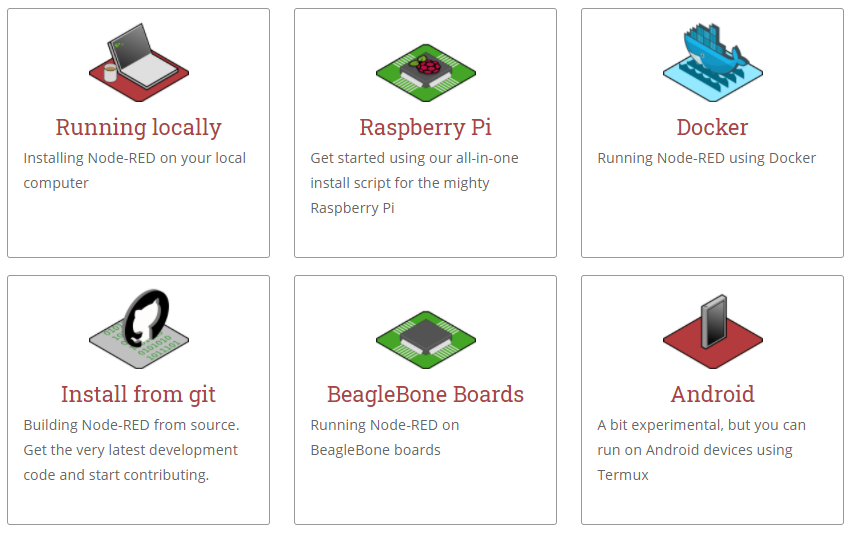 Running locally
Installing Node-RED on your local
computer
Raspberry Pi
Get started using our all-in-one
install script for the mighty
Raspberry Pi
Docker
Running Node-RED using Docker
Install from git
Building Node-RED from source.
Get the very latest development
code and start contributing.
BeagleBone Boards
Running Node-RED on
BeagleBone boards
Android
A bit experimental, but you can
run on Android devices using
Termux